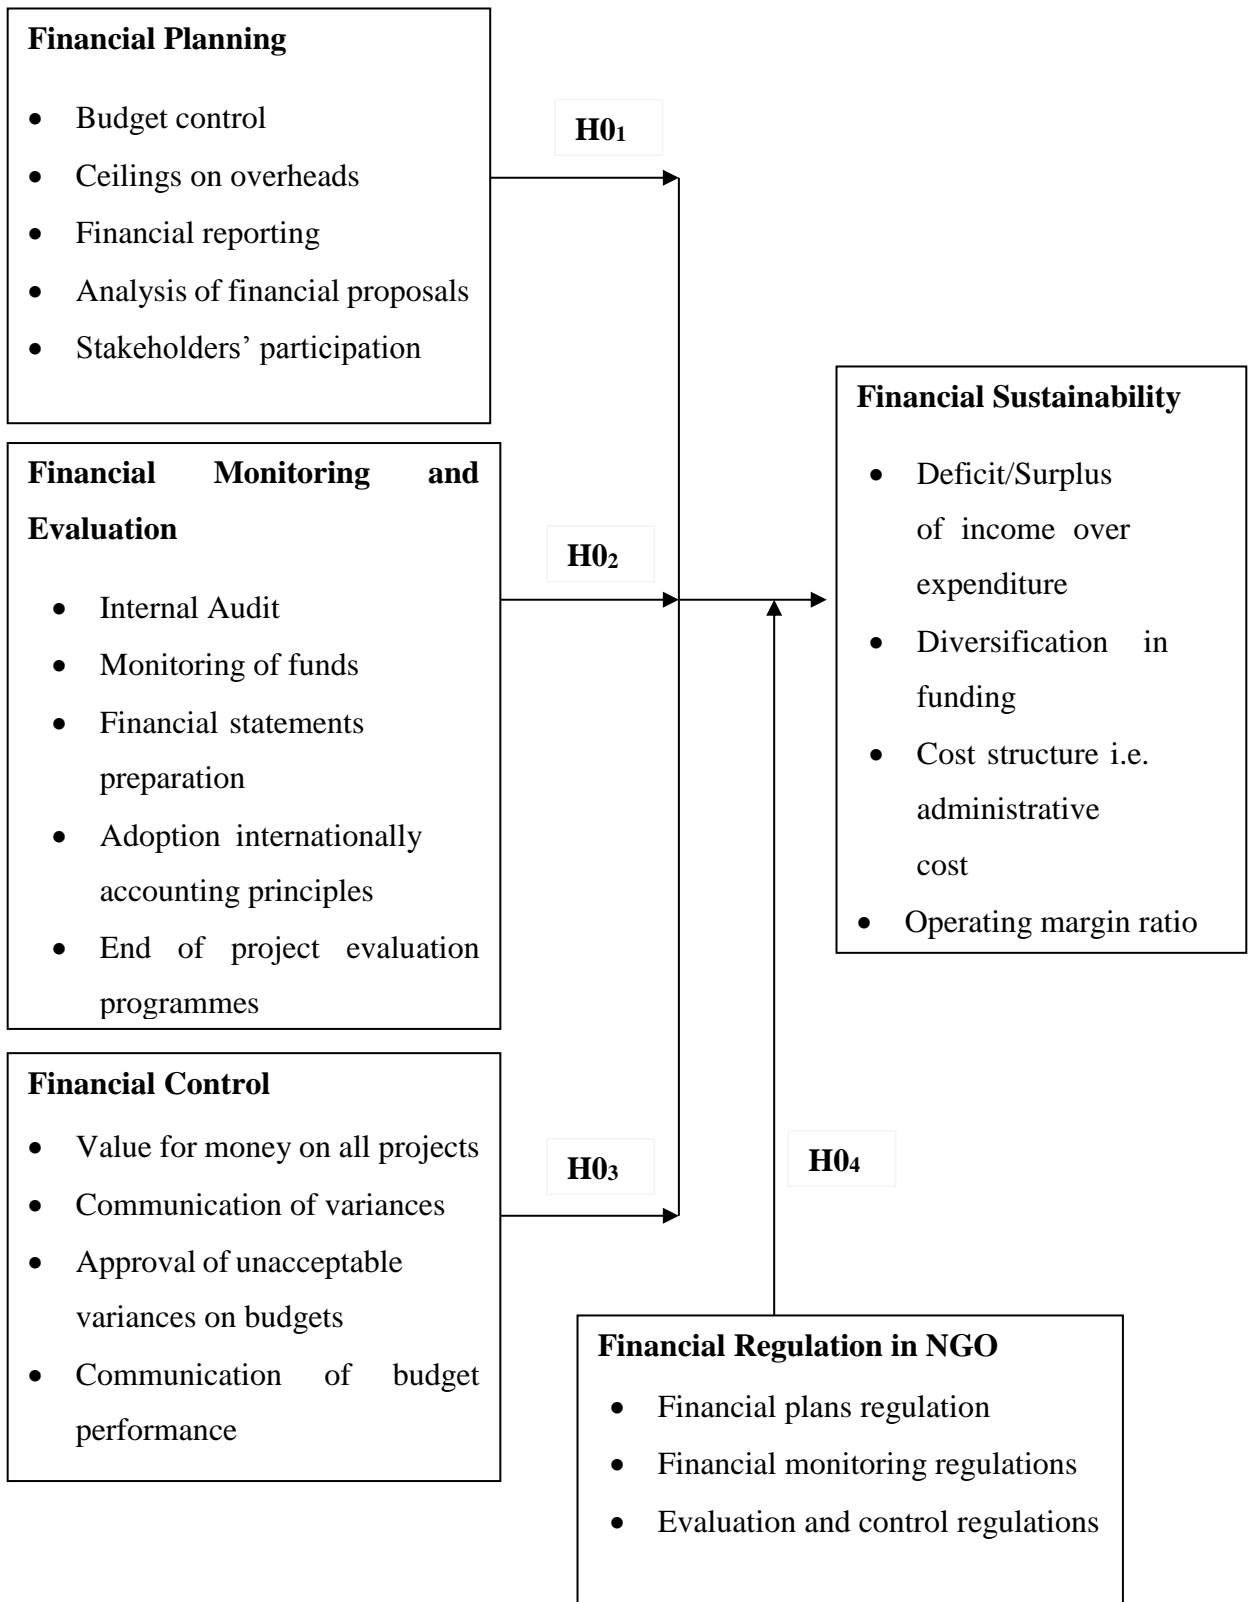 Financial Planning
• Budget control
• Ceilings on overheads
• Financial reporting
• Analysis of financial proposals
• Stakeholders’ participation
H01
Financial Monitoring and
Evaluation
• Internal Audit
• Monitoring of funds
• Financial statements
preparation
• Adoption internationally
accounting principles
• End of project evaluation
programmes
H02
Financial Control
• Value for money on all projects
• Communication of variances
• Approval of unacceptable
variances on budgets
• Communication of budget
performance
H03
Financial Sustainability
• Deficit/Surplus
of income over
expenditure
• Diversification in
funding
• Cost structure i.e.
administrative
cost
• Operating margin ratio
H04
Financial Regulation in NGO
• Financial plans regulation
• Financial monitoring regulations
• Evaluation and control regulations